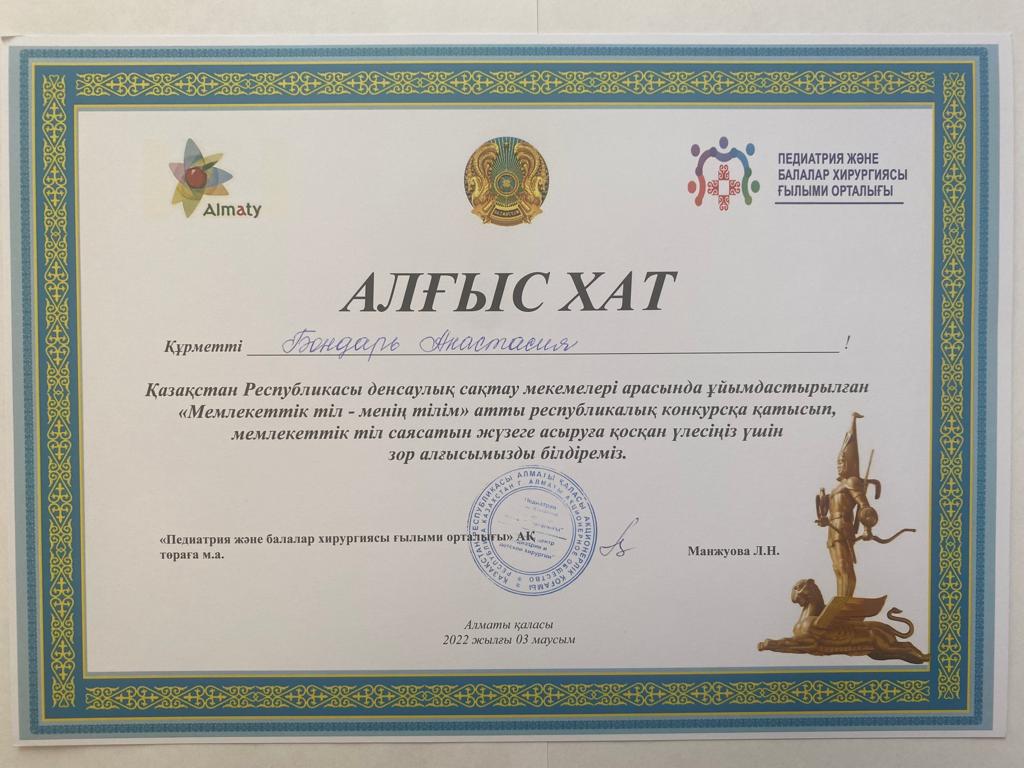 Almaty
ПЕДИАТРИЯ ЖӘНЕ
БАЛАЛАР ХИРУРГИЯСЫ
ҒЫЛЫМИ ОРТАЛЫҒЫ
АЛҒЫС ХАТ
Құрметті Бондарь Анастасия !
Қазақстан Республикасы денсаулық сақтау мекемелері арасында ұйымдастырылған
«Мемлекеттік тіл - менің тілім» атты республикалық конкурсқа қатысып,
мемлекеттік тіл саясатын жүзеге асыруға қосқан үлесіңіз үшін
зор алғысымызды білдіреміз.
«Педиатрия және балалар хирургиясы ғылыми орталығы» АҚ
төраға м.а.
Манжуова Л.Н.
Алматы қаласы
2022 жылғы 03 маусым